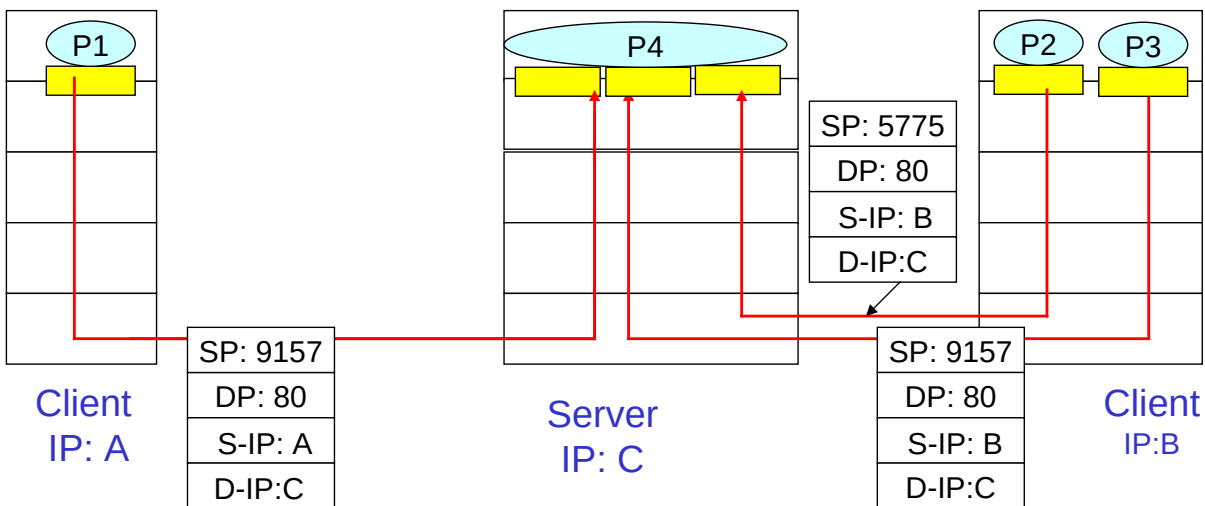 P1
P4
P2
P3
SP: 5775
DP: 80
S-IP: B
D-IP:C
SP: 9157
DP: 80
S-IP: A
D-IP:C
SP: 9157
DP: 80
S-IP: B
D-IP:C
Client
IP: A
Server
IP: C
Client
IP:B